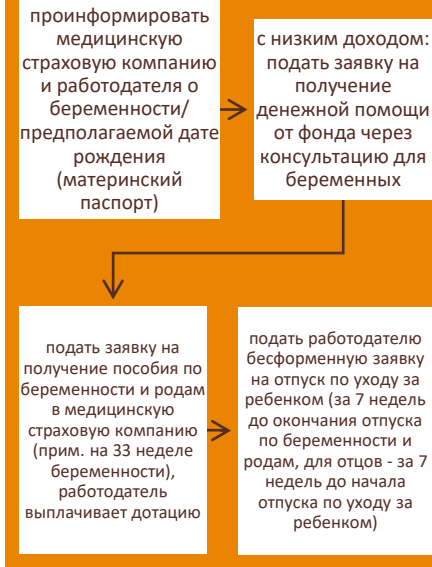 проинформировать
медицинскую
страховую компанию
и работодателя о
беременности/
предполагаемой дате
рождения
(материнский
паспорт)
с низким доходом:
подать заявку на
получение
денежной помощи
от фонда через
консультацию для
беременных
подать заявку на
получение пособия по
беременности и родам
в медицинскую
страховую компанию
(прим. на 33 неделе
беременности),
работодатель
выплачивает дотацию
подать работодателю
бесформенную заявку
на отпуск по уходу за
ребенком (за 7 недель
до окончания отпуска
по беременности и
родам, для отцов - за 7
недель до начала
отпуска по уходу за
ребенком)